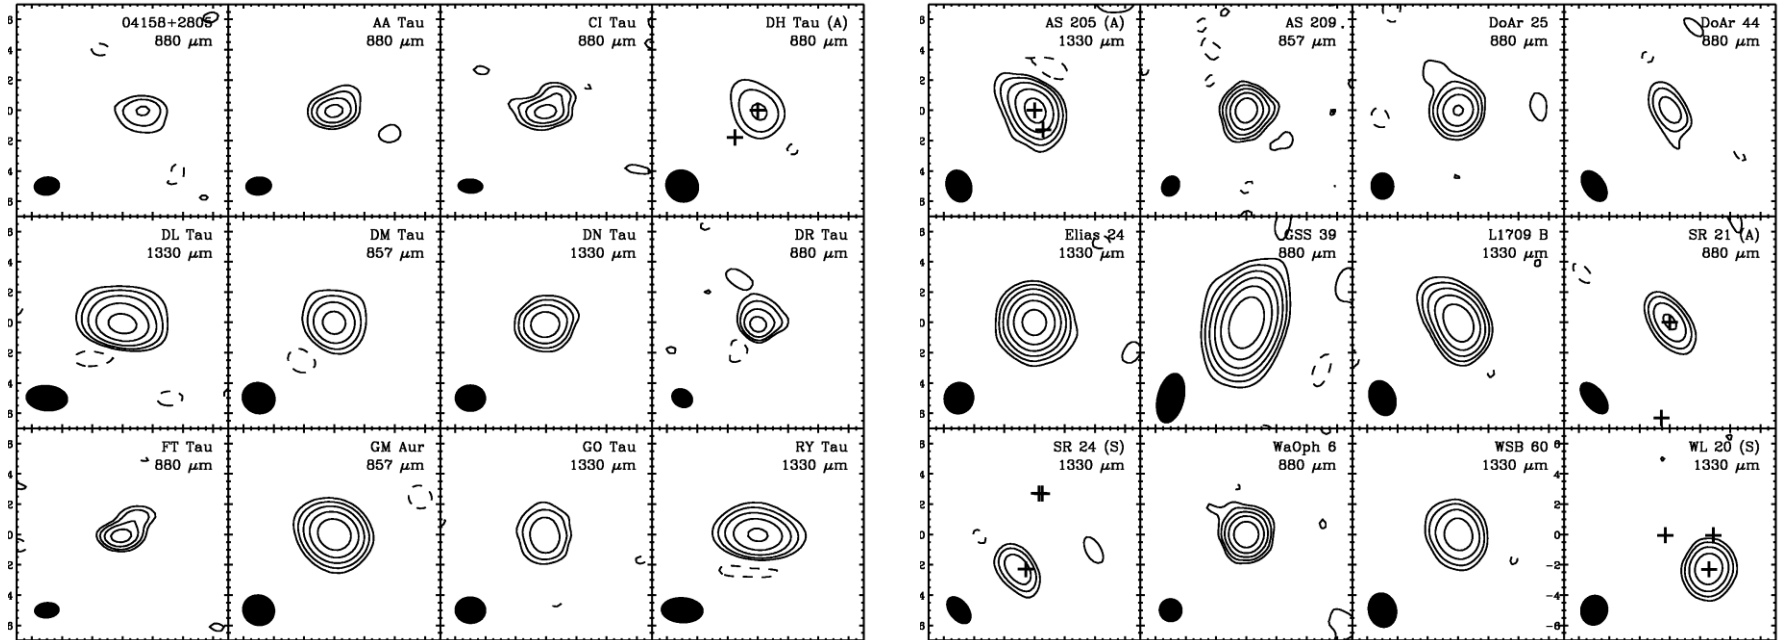 04158+2805
880 μm
AA Tau
880 μm
CI Tau
880 μm
DH Tau (A)
880 μm
AS 205 (A)
1330 μm
AS 209
857 μm
DoAr 25
880 μm
DoAr 44
880 μm
DL Tau
1330 μm
DM Tau
857 μm
DN Tau
1330 μm
DR Tau
880 μm
Elias 24
1330 μm
GSS 39
880 μm
L1709 B
1330 μm
SR 21 (A)
880 μm
FT Tau
880 μm
GM Aur
857 μm
GO Tau
1330 μm
RY Tau
1330 μm
SR 24 (S)
1330 μm
WaOph 6
880 μm
WSB 60
1330 μm
WL 20 (S)
1330 μm
0
-2
-4